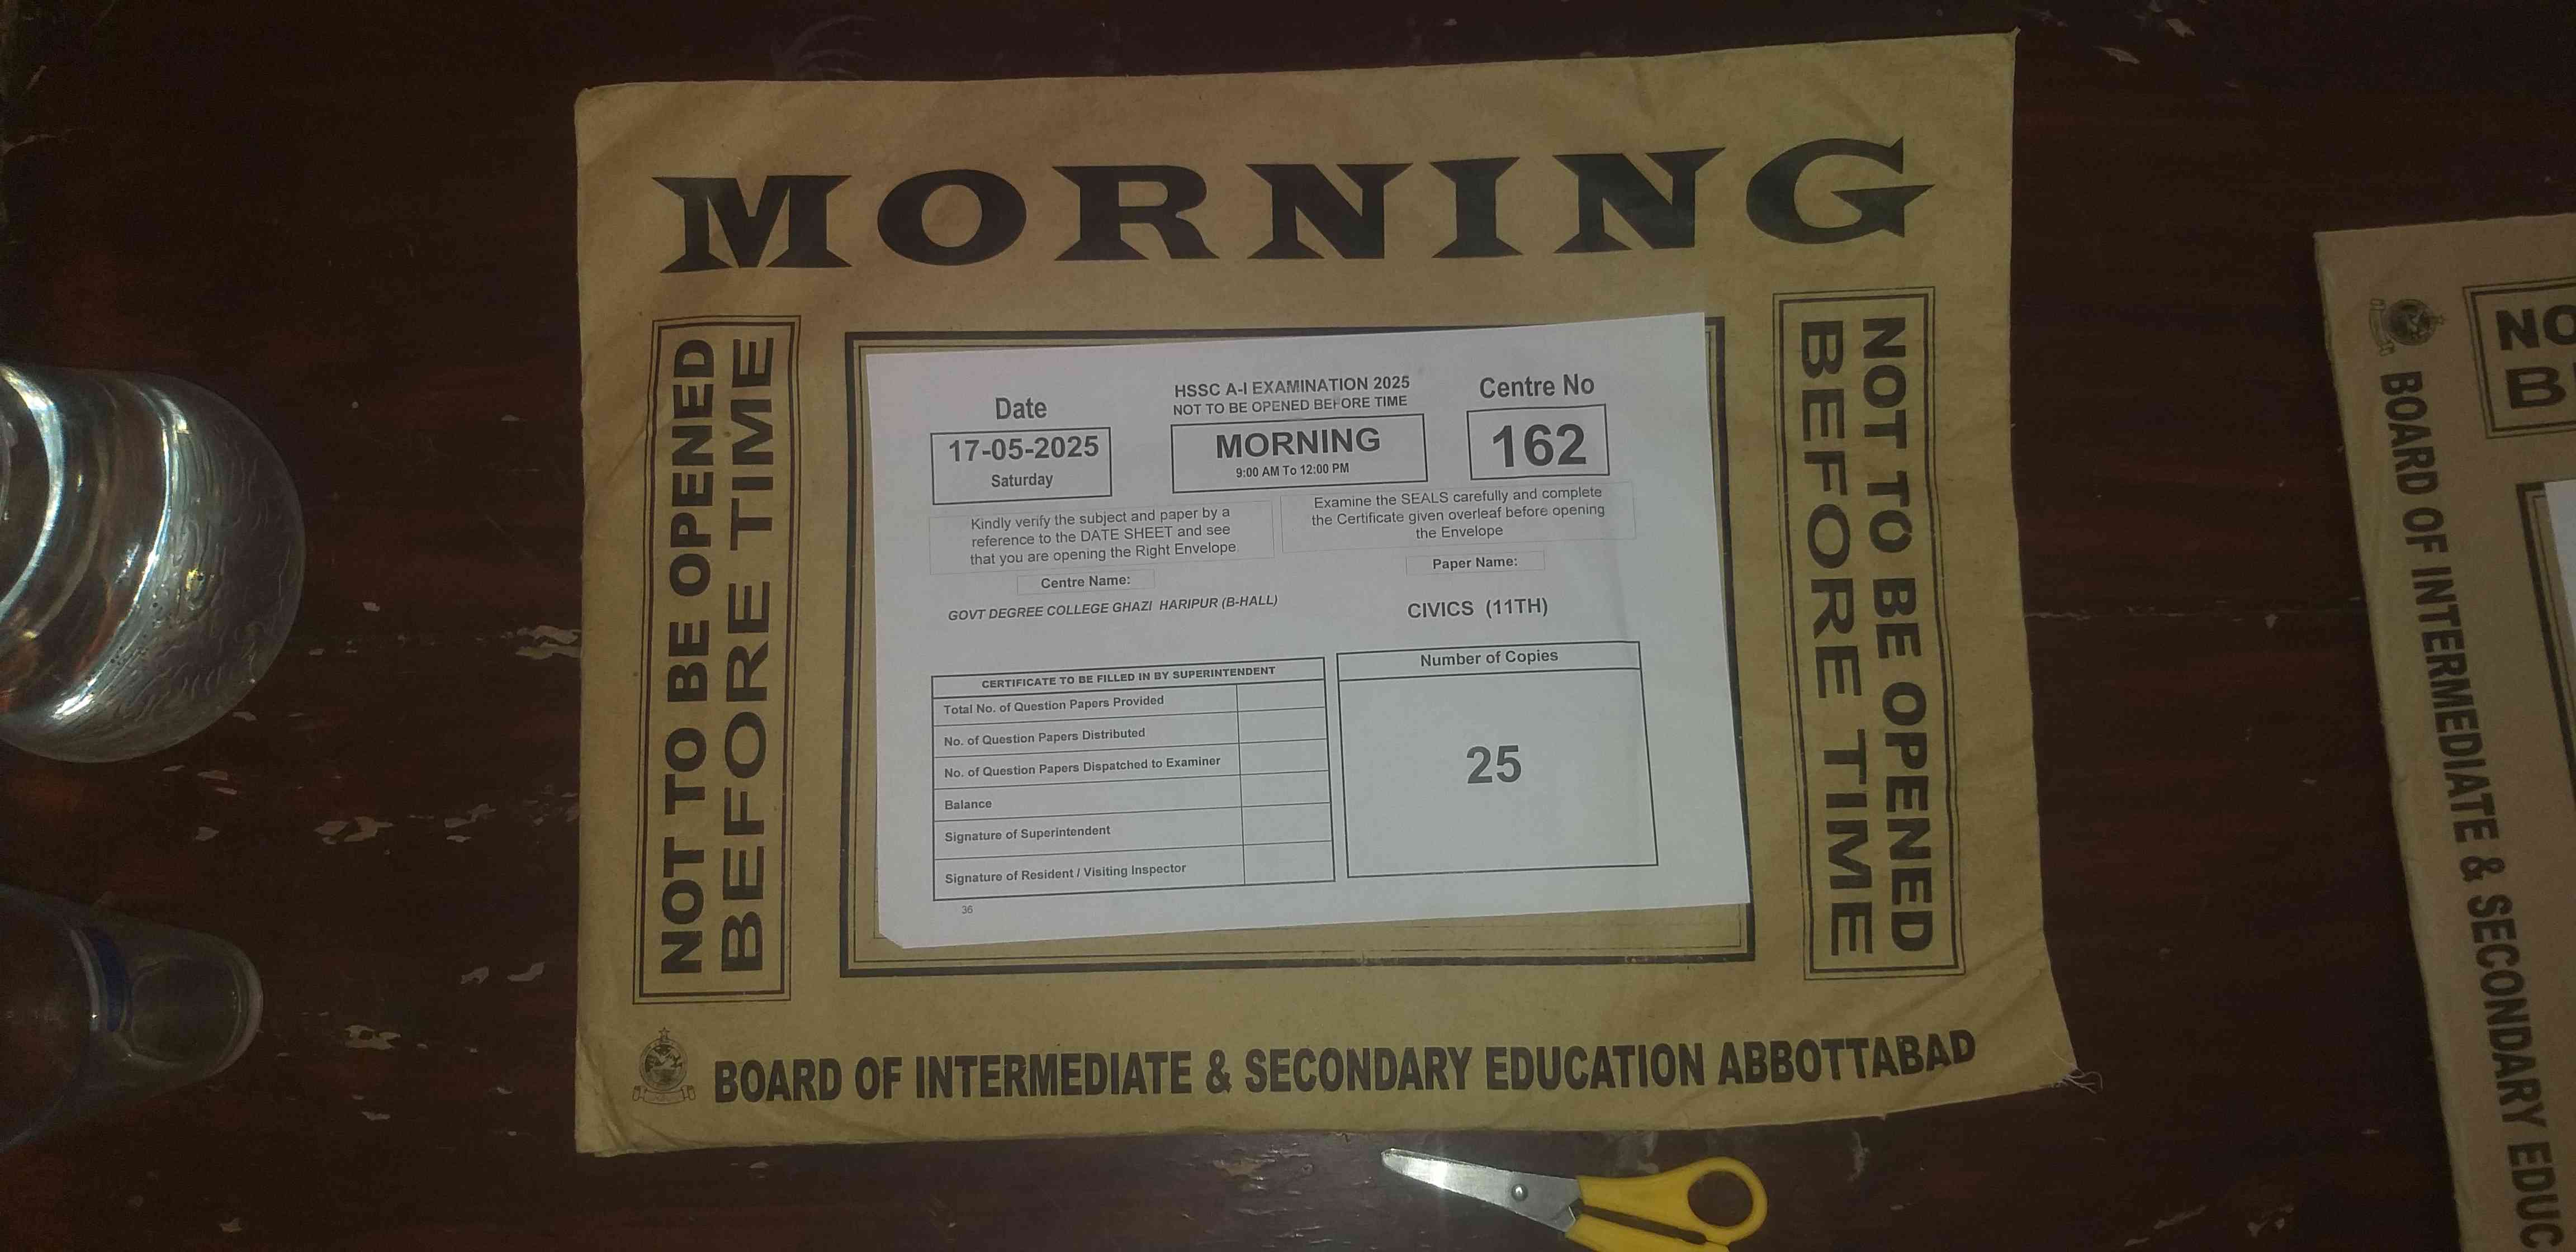 MORNING
NOT TO BE OPENED
BEFORE TIME
HSSC A-I EXAMINATION 2025
NOT TO BE OPENED BEFORE TIME
Date
17-05-2025
Saturday
MORNING
9:00 AM To 12:00 PM
Centre No
162
Kindly verify the subject and paper by a
reference to the DATE SHEET and see
that you are opening the Right Envelope
Examine the SEALS carefully and complete
the Certificate given overleaf before opening
the Envelope
Centre Name:
GOVT DEGREE COLLEGE GHAZI HARIPUR (B-HALL)
Paper Name:
CIVICS (11TH)
CERTIFICATE TO BE FILLED IN BY SUPERINTENDENT
Total No. of Question Papers Provided
No. of Question Papers Distributed
No. of Question Papers Dispatched to Examiner
Balance
Signature of Superintendent
Signature of Resident / Visiting Inspector
Number of Copies
25
36
NOT TO BE OPENED
BEFORE TIME
BOARD OF INTERMEDIATE & SECONDARY EDUCATION ABBOTTABAD
NO
B
BOARD OF INTERMEDIATE & SECONDARY EDUC